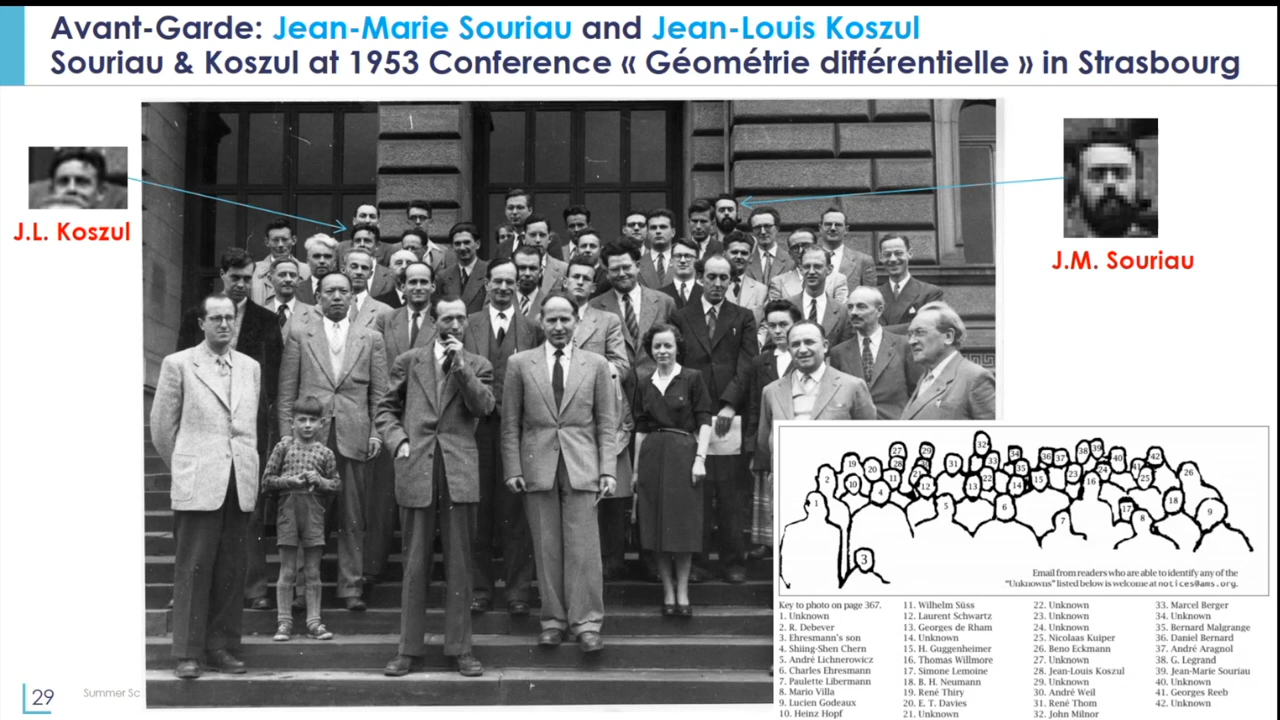 Avant-Garde: Jean-Marie Souriau and Jean-Louis Koszul
Souriau & Koszul at 1953 Conference « Géométrie différentielle » in Strasbourg
J.L. Koszul
J.M. Souriau
Email from readers who are able to identify any of the
"Unknowns" listed below is welcome at notices@ams.org.
Key to photo on page 367.
1. Unknown
2. R. Debever
3. Ehresmann's son
4. Shiing-Shen Chern
5. André Lichnerowicz
6. Charles Ehresmann
7. Paulette Libermann
8. Mario Villa
9. Lucien Godeaux
10. Heinz Hopf
11. Wilhelm Süss
12. Laurent Schwartz
13. Georges de Rham
14. Unknown
15. H. Guggenheimer
16. Thomas Willmore
17. Simone Lemoine
18. B. H. Neumann
19. René Thiry
20. E. T. Davies
21. Unknown
22. Unknown
23. Unknown
24. Unknown
25. Nicolaas Kuiper
26. Beno Eckmann
27. Unknown
28. Jean-Louis Koszul
29. Unknown
30. André Weil
31. René Thom
32. John Milnor
33. Marcel Berger
34. Unknown
35. Bernard Malgrange
36. Daniel Bernard
37. André Aragnol
38. G. Legrand
39. Jean-Marie Souriau
40. Unknown
41. Georges Reeb
42. Unknown
29
Summer Sc